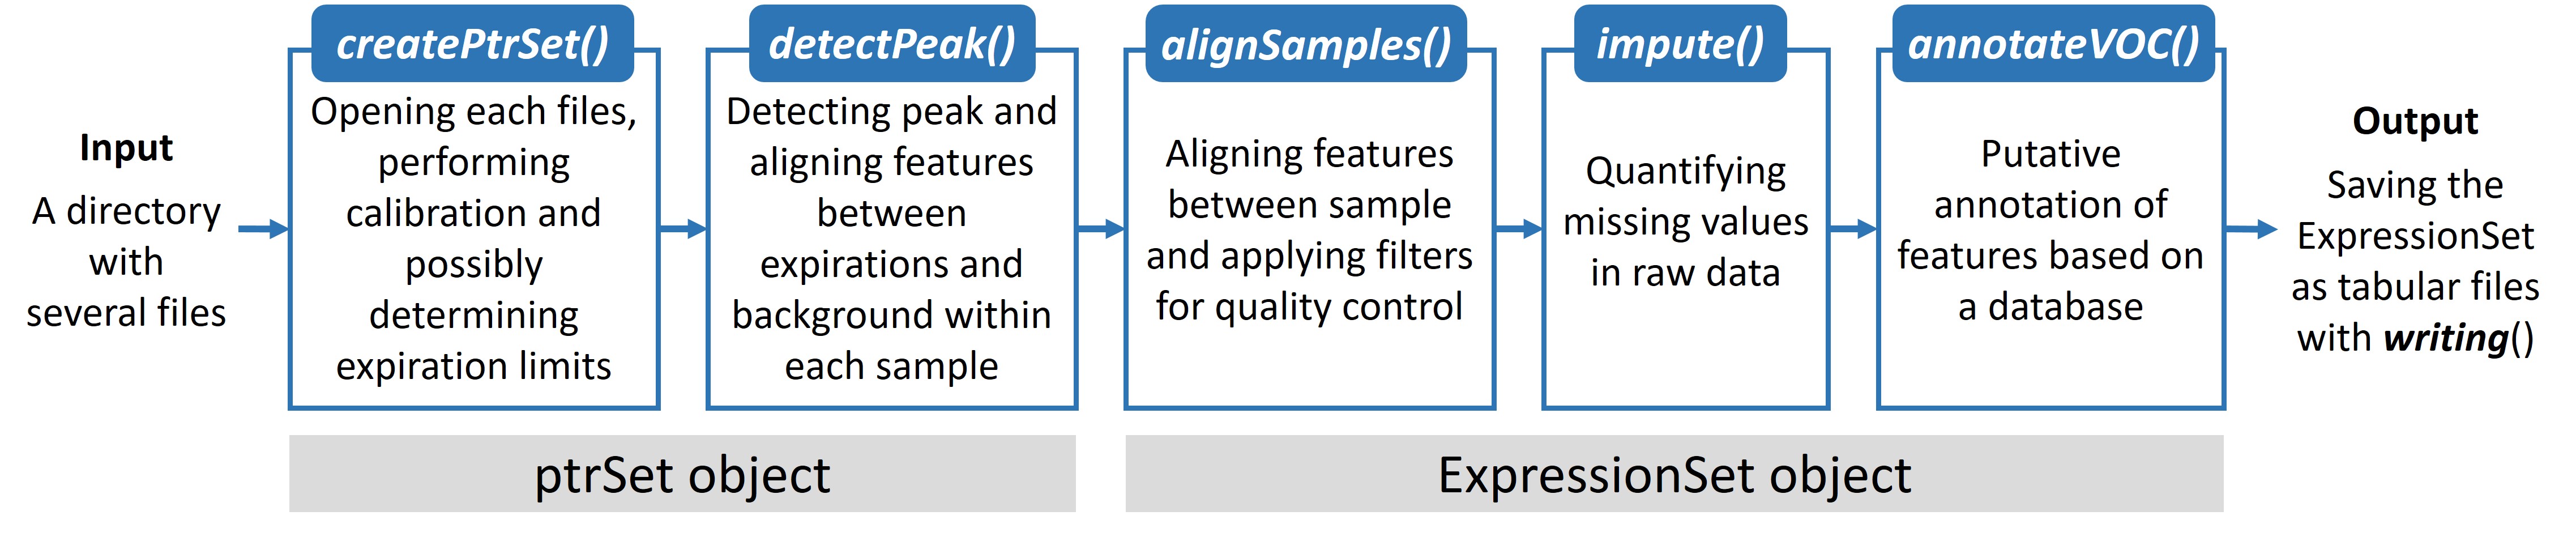 Input
A directory
with
several files
createPtrSet()
Opening each files,
performing
calibration and
possibly
determining
expiration limits
detectPeak()
Detecting peak and
aligning features
between
expirations and
background within
each sample
alignSamples()
Aligning features
between sample
and applying filters
for quality control
impute()
Quantifying
missing values
in raw data
annotateVOC()
Putative
annotation of
features based on
a database
Output
Saving the
ExpressionSet
as tabular files
with writing()
ptrSet object
ExpressionSet object